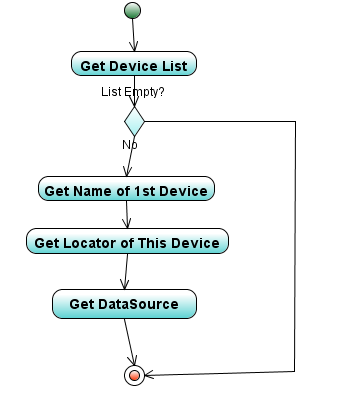 Get Device List
List Empty?
No
Get Name of 1st Device
Get Locator of This Device
Get DataSource